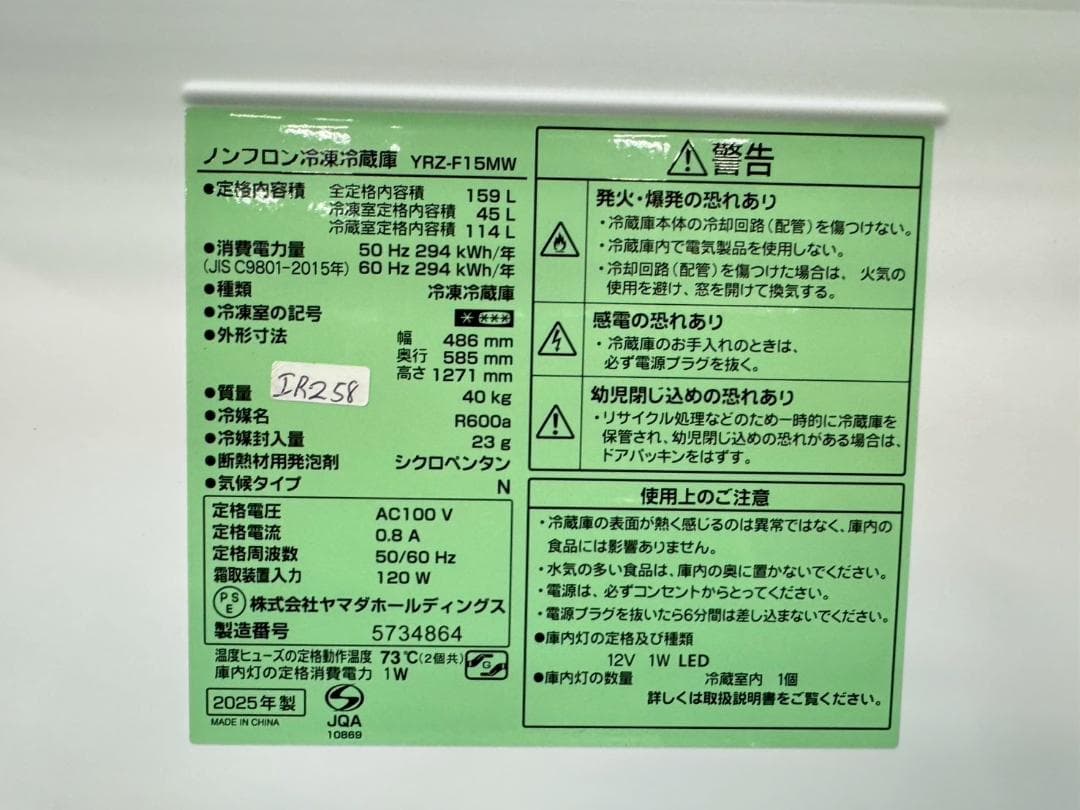 ノンフロン冷凍冷蔵庫 YRZ-F15MW
●定格内容積 全定格内容積 159 L
冷凍室定格内容積 45 L
冷蔵室定格内容積 114 L
●消費電力量 50 Hz 294 kWh/年
(JIS C9801-2015年) 60 Hz 294 kWh/年
●種類 冷凍冷蔵庫
●冷凍室の記号
●外形寸法 幅 486 mm
奥行 585 mm
高さ 1271 mm
IR258
●質量 40 kg
●冷媒名 R600a
●冷媒封入量 23 g
●断熱材用発泡剤 シクロペンタン
●気候タイプ N
定格電圧 AC100 V
定格電流 0.8 A
定格周波数 50/60 Hz
霜取装置入力 120 W
PSE 株式会社ヤマダホールディングス
製造番号 5734864
温度ヒューズの定格動作温度 73℃(2個共)
庫内灯の定格消費電力 1W
G
2025年製
MADE IN CHINA
JQA
10869
警告
発火・爆発の恐れあり
・冷蔵庫本体の冷却回路(配管)を傷つけない。
・冷蔵庫内で電気製品を使用しない。
・冷却回路(配管)を傷つけた場合は、火気の
使用を避け、窓を開けて換気する。
感電の恐れあり
・冷蔵庫のお手入れのときは、
必ず電源プラグを抜く。
幼児閉じ込めの恐れあり
・リサイクル処理などのため一時的に冷蔵庫を
保管され、幼児閉じ込めの恐れがある場合は、
ドアパッキンをはずす。
使用上のご注意
・冷蔵庫の表面が熱く感じるのは異常ではなく、庫内の
食品には影響ありません。
・水気の多い食品は、庫内の奥に置かないでください。
・電源は、必ずコンセントからとってください。
・電源プラグを抜いたら6分間は差し込まないでください。
●庫内灯の定格及び種類
12V 1W LED
●庫内灯の数量 冷蔵室内 1個
詳しくは取扱説明書をご覧ください。